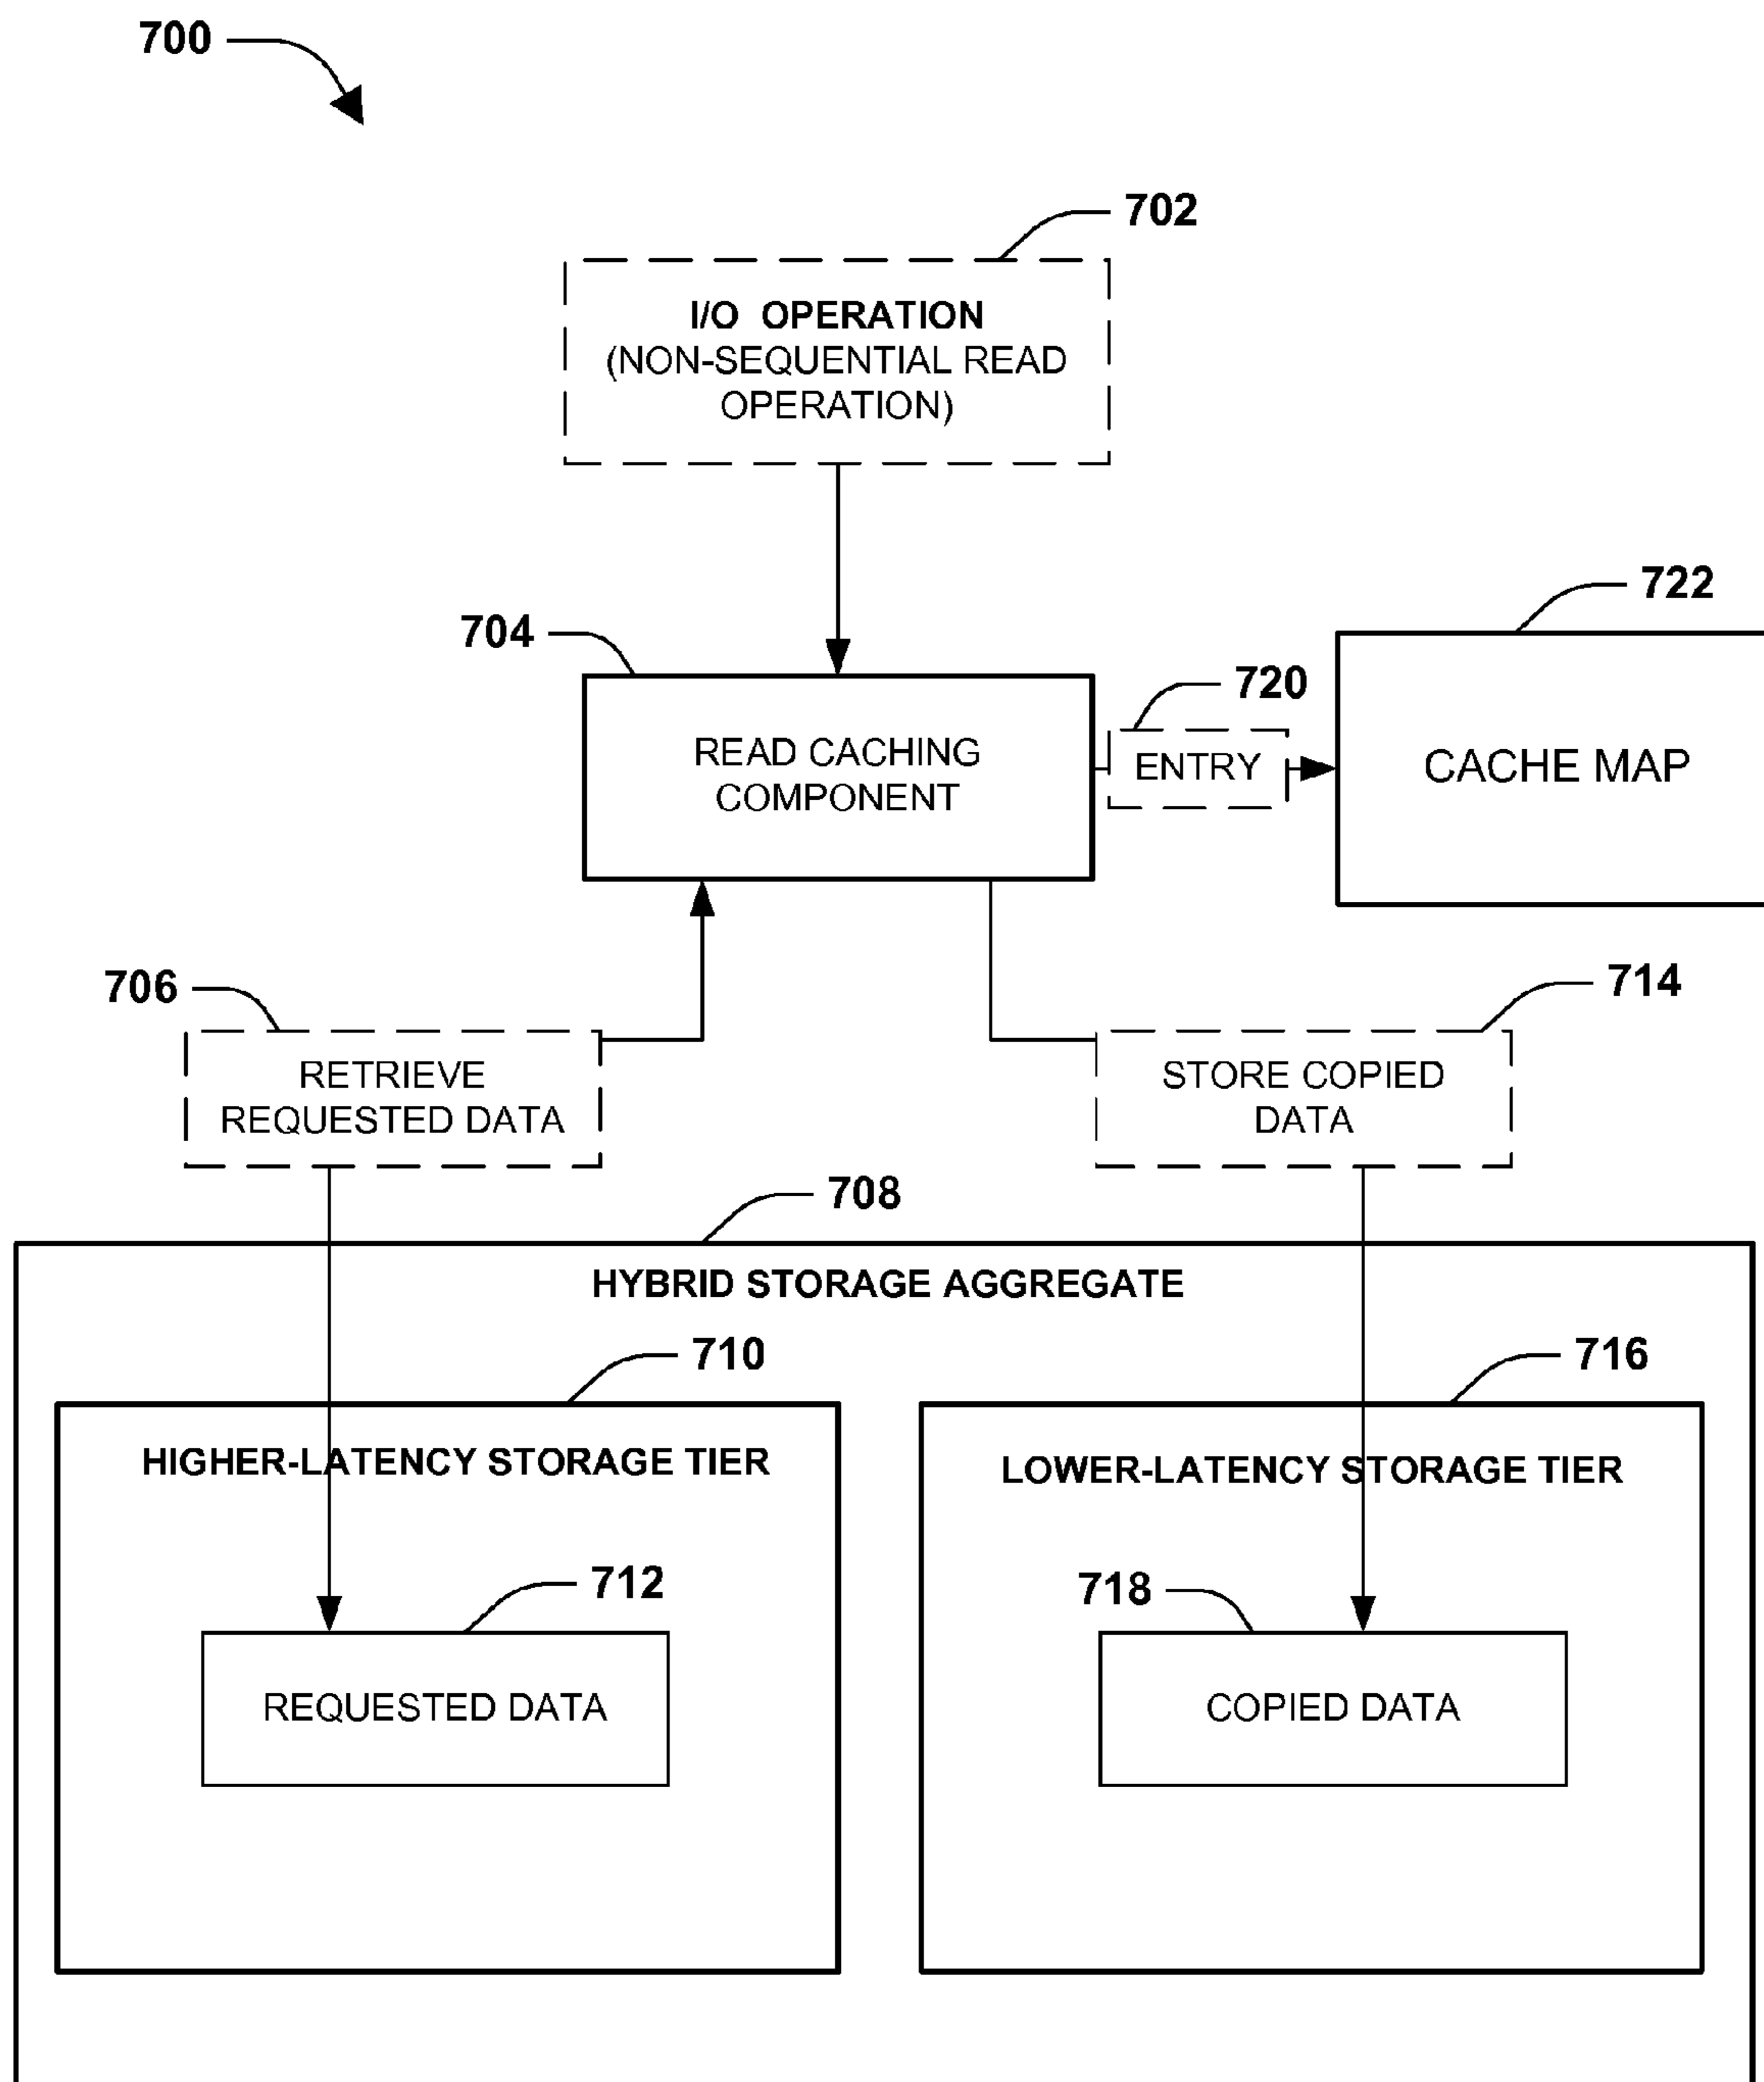 700
702
I/O OPERATION
(NON-SEQUENTIAL READ
OPERATION)
722
704
720
READ CACHING
COMPONENT
ENTRY
CACHE MAP
706
714
RETRIEVE
REQUESTED DATA
STORE COPIED
DATA
708
HYBRID STORAGE AGGREGATE
710
716
HIGHER-LATENCY STORAGE TIER
LOWER-LATENCY STORAGE TIER
712
718
REQUESTED DATA
COPIED DATA